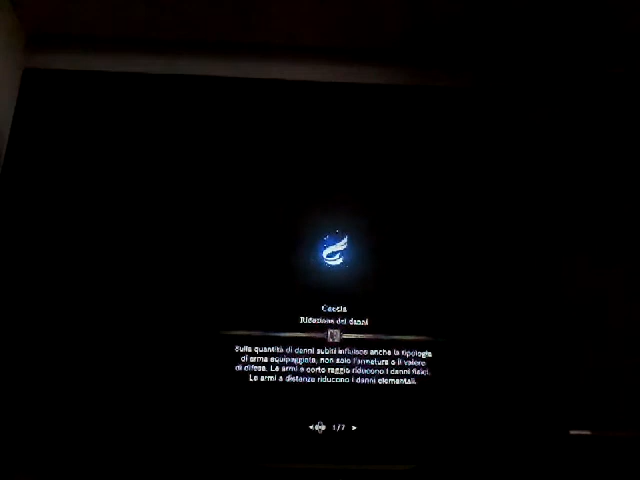 Caccia
Riduzione dei danni
Sulla quantità di danni subiti influisce anche la tipologia
di arma equipaggiata, non solo l'armatura o il valore
di difesa. Le armi a corto raggio riducono i danni fisici.
Le armi a distanza riducono i danni elementali.
1/7